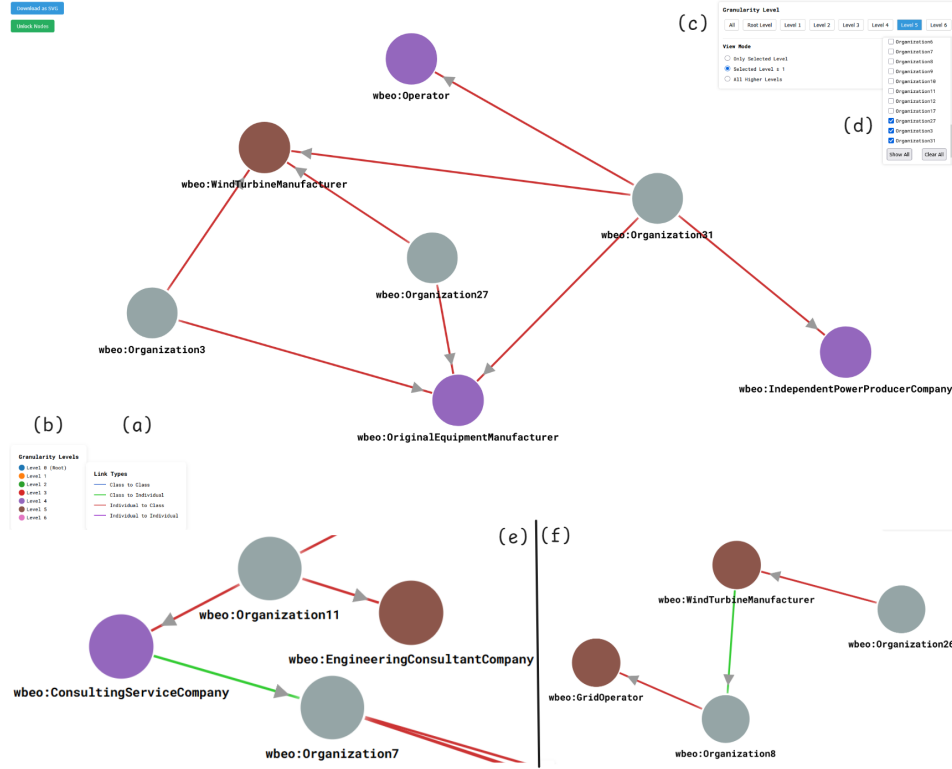 Download as SVG
Unlock Nodes
(c)
Granularity Level
All Root Level Level 1 Level 2 Level 3 Level 4 Level 5 Level 6
View Mode
Only Selected Level
Selected Level ± 1
All Higher Levels
(d)
Organization6
Organization7
Organization8
Organization9
Organization10
Organization11
Organization12
Organization17
Organization27
Organization3
Organization31
Show All Clear All
wbeo:Operator
wbeo:WindTurbineManufacturer
wbeo:Organization31
wbeo:Organization27
wbeo:Organization3
wbeo:IndependentPowerProducerCompany
wbeo:OriginalEquipmentManufacturer
(b) (a)
Granularity Levels
Level 0 (Root)
Level 1
Level 2
Level 3
Level 4
Level 5
Level 6
Link Types
Class to Class
Class to Individual
Individual to Class
Individual to Individual
(e) (f)
wbeo:Organization11
wbeo:EngineeringConsultantCompany
wbeo:ConsultingServiceCompany
wbeo:Organization7
wbeo:WindTurbineManufacturer
wbeo:Organization26
wbeo:GridOperator
wbeo:Organization8